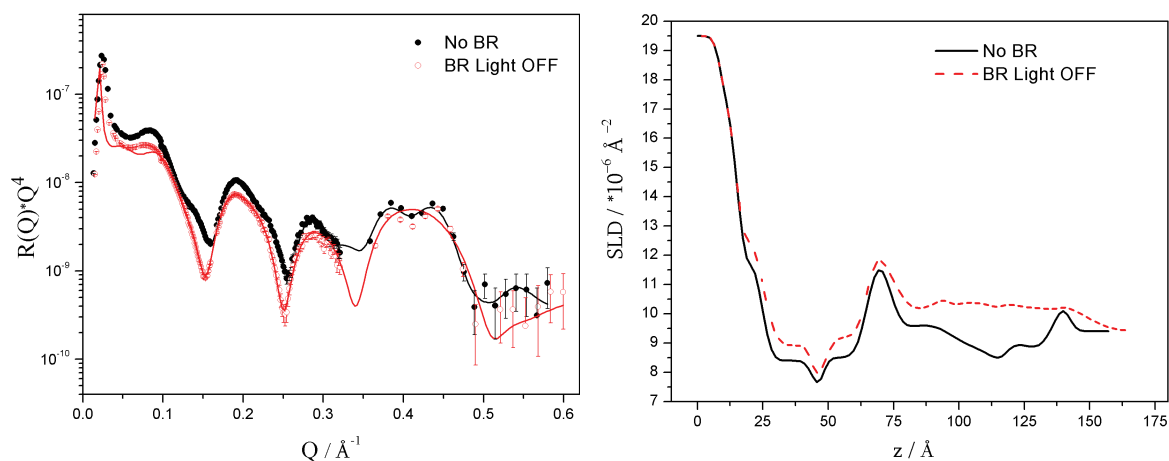 No BR
BR Light OFF
R(Q)*Q4
10-7
10-8
10-9
10-10
0.0 0.1 0.2 0.3 0.4 0.5 0.6
Q / Å-1
No BR
BR Light OFF
SLD / *10-6 Å-2
20
19
18
17
16
15
14
13
12
11
10
9
8
7
0 25 50 75 100 125 150 175
z / Å